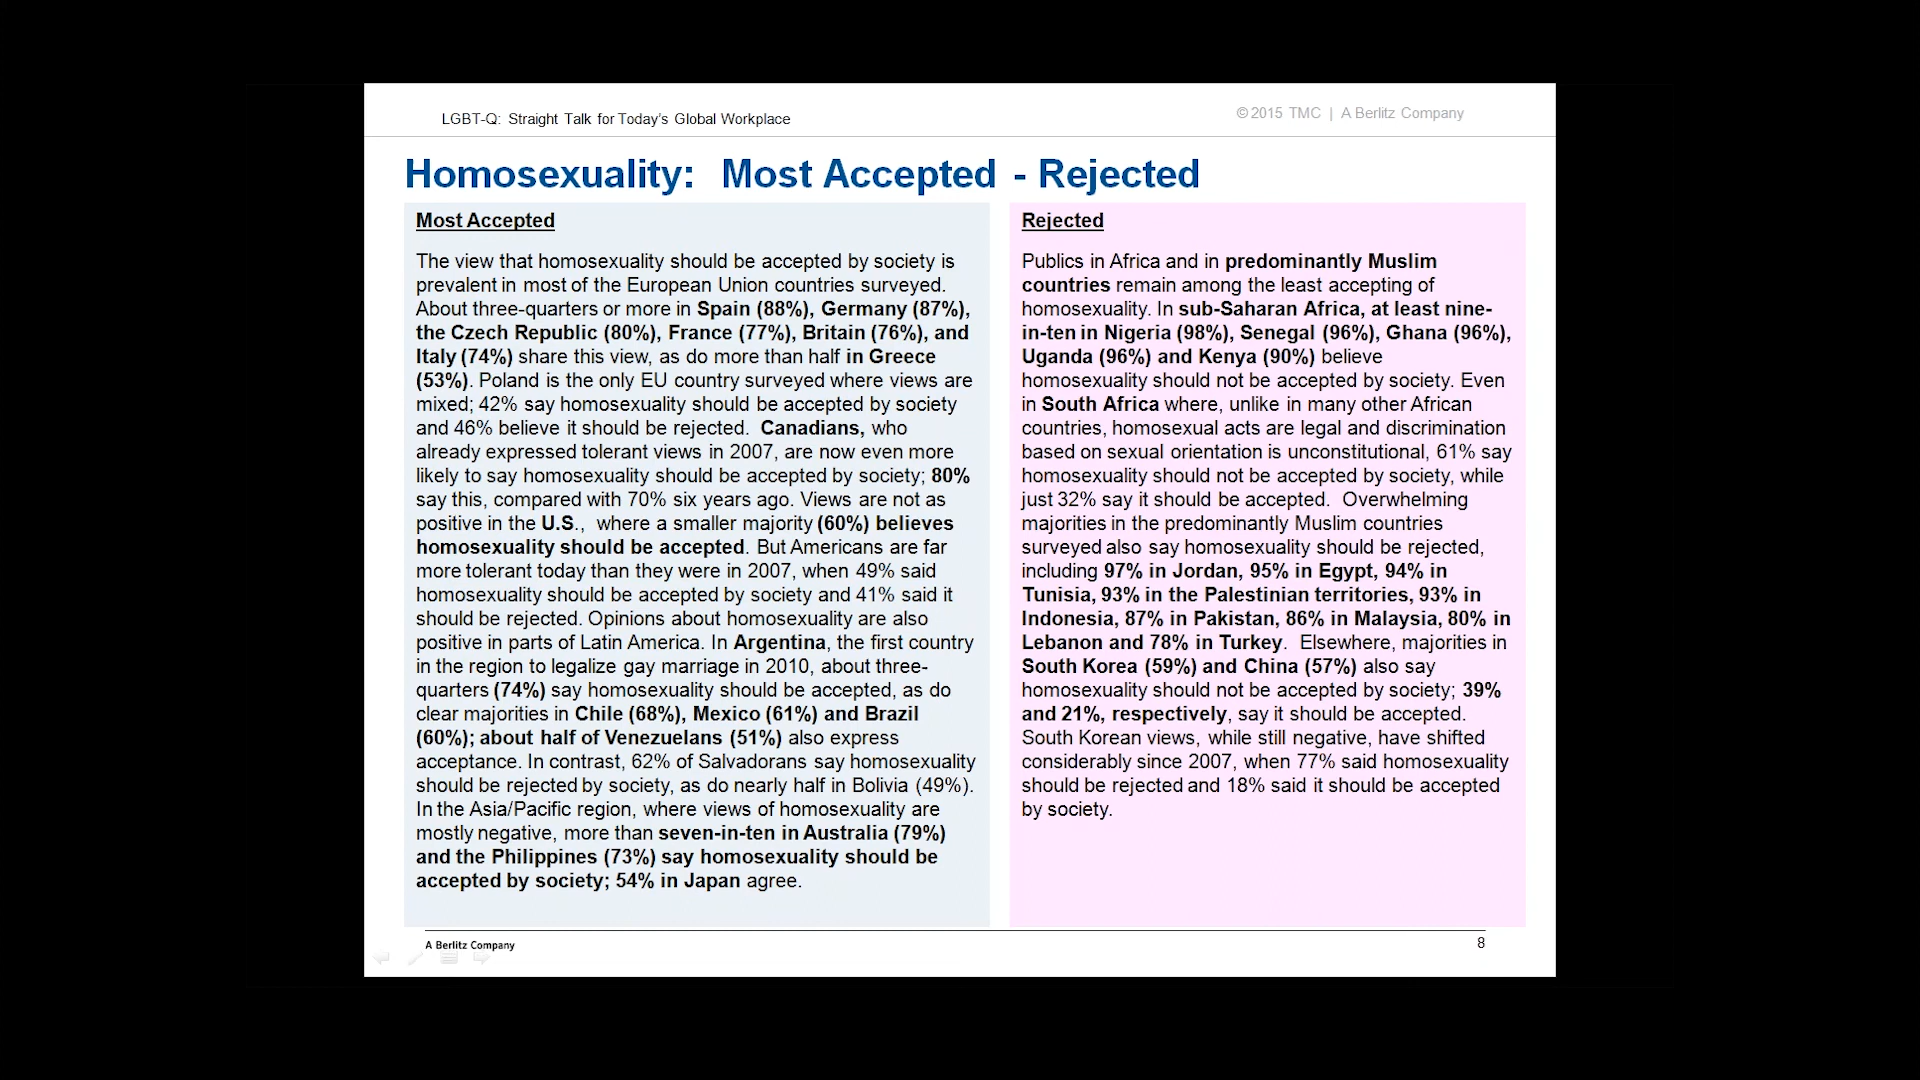 LGBT-Q: Straight Talk for Today's Global Workplace
© 2015 TMC | A Berlitz Company
Homosexuality: Most Accepted - Rejected
Most Accepted
The view that homosexuality should be accepted by society is
prevalent in most of the European Union countries surveyed.
About three-quarters or more in Spain (88%), Germany (87%),
the Czech Republic (80%), France (77%), Britain (76%), and
Italy (74%) share this view, as do more than half in Greece
(53%). Poland is the only EU country surveyed where views are
mixed; 42% say homosexuality should be accepted by society
and 46% believe it should be rejected. Canadians, who
already expressed tolerant views in 2007, are now even more
likely to say homosexuality should be accepted by society; 80%
say this, compared with 70% six years ago. Views are not as
positive in the U.S., where a smaller majority (60%) believes
homosexuality should be accepted. But Americans are far
more tolerant today than they were in 2007, when 49% said
homosexuality should be accepted by society and 41% said it
should be rejected. Opinions about homosexuality are also
positive in parts of Latin America. In Argentina, the first country
in the region to legalize gay marriage in 2010, about three-
quarters (74%) say homosexuality should be accepted, as do
clear majorities in Chile (68%), Mexico (61%) and Brazil
(60%); about half of Venezuelans (51%) also express
acceptance. In contrast, 62% of Salvadorans say homosexuality
should be rejected by society, as do nearly half in Bolivia (49%).
In the Asia/Pacific region, where views of homosexuality are
mostly negative, more than seven-in-ten in Australia (79%)
and the Philippines (73%) say homosexuality should be
accepted by society; 54% in Japan agree.
Rejected
Publics in Africa and in predominantly Muslim
countries remain among the least accepting of
homosexuality. In sub-Saharan Africa, at least nine-
in-ten in Nigeria (98%), Senegal (96%), Ghana (96%),
Uganda (96%) and Kenya (90%) believe
homosexuality should not be accepted by society. Even
in South Africa where, unlike in many other African
countries, homosexual acts are legal and discrimination
based on sexual orientation is unconstitutional, 61% say
homosexuality should not be accepted by society, while
just 32% say it should be accepted. Overwhelming
majorities in the predominantly Muslim countries
surveyed also say homosexuality should be rejected,
including 97% in Jordan, 95% in Egypt, 94% in
Tunisia, 93% in the Palestinian territories, 93% in
Indonesia, 87% in Pakistan, 86% in Malaysia, 80% in
Lebanon and 78% in Turkey. Elsewhere, majorities in
South Korea (59%) and China (57%) also say
homosexuality should not be accepted by society; 39%
and 21%, respectively, say it should be accepted.
South Korean views, while still negative, have shifted
considerably since 2007, when 77% said homosexuality
should be rejected and 18% said it should be accepted
by society.
A Berlitz Company
8